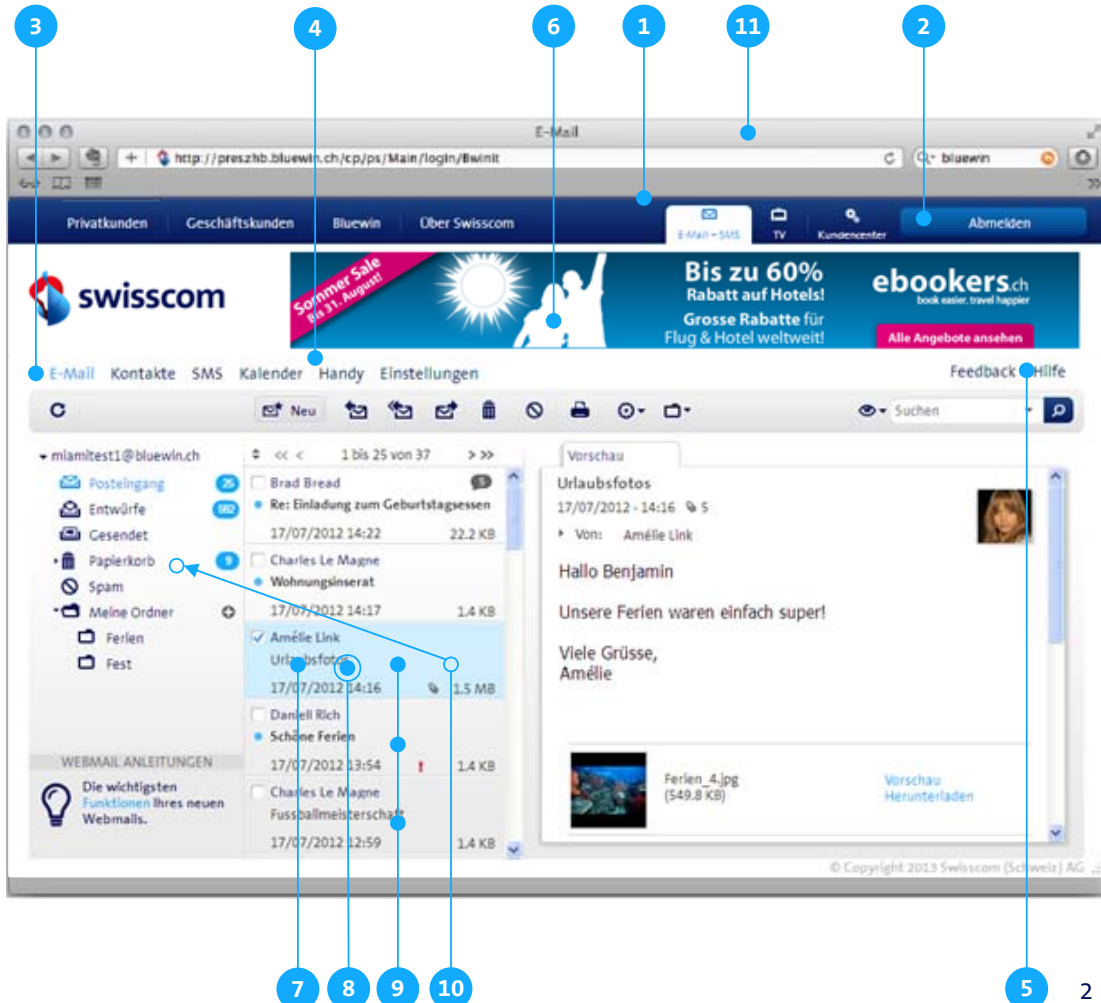 3 4 6 1 11 2
E-Mail
http://preszhb.bluewin.ch/cp/ps/Main/login/Bwinit
bluewin
Privatkunden Geschäftskunden Bluewin Über Swisscom E-Mail + SMS TV Kundencenter Abmelden
swisscom
Sommer Sale
Bis 31. August!
Bis zu 60%
Rabatt auf Hotels!
Grosse Rabatte für
Flug & Hotel weltweit!
ebookers.ch
book easier. travel happier
Alle Angebote ansehen
E-Mail Kontakte SMS Kalender Handy Einstellungen Feedback Hilfe
Neu Suchen
miamitest1@bluewin.ch
Posteingang 25
Entwürfe
Gesendet
Papierkorb 9
Spam
Meine Ordner
Ferien
Fest
WEBMAIL ANLEITUNGEN
Die wichtigsten
Funktionen Ihres neuen
Webmails.
<< < 1 bis 25 von 37 > >>
Brad Bread 5
Re: Einladung zum Geburtstagsessen
17/07/2012 14:22 22.2 KB
Charles Le Magne
Wohnungsinserat
17/07/2012 14:17 1.4 KB
Amélie Link
Urlaubsfotos
17/07/2012 14:16 1.5 MB
Daniell Rich
Schöne Ferien
17/07/2012 13:54 ! 1.4 KB
Charles Le Magne
Fussballmeisterschaft
17/07/2012 12:59 1.4 KB
Vorschau
Urlaubsfotos
17/07/2012 - 14:16 5
Von: Amélie Link
Hallo Benjamin
Unsere Ferien waren einfach super!
Viele Grüsse,
Amélie
Ferien_4.jpg
(549.8 KB)
Vorschau
Herunterladen
© Copyright 2013 Swisscom (Schweiz) AG
7 8 9 10 5 2